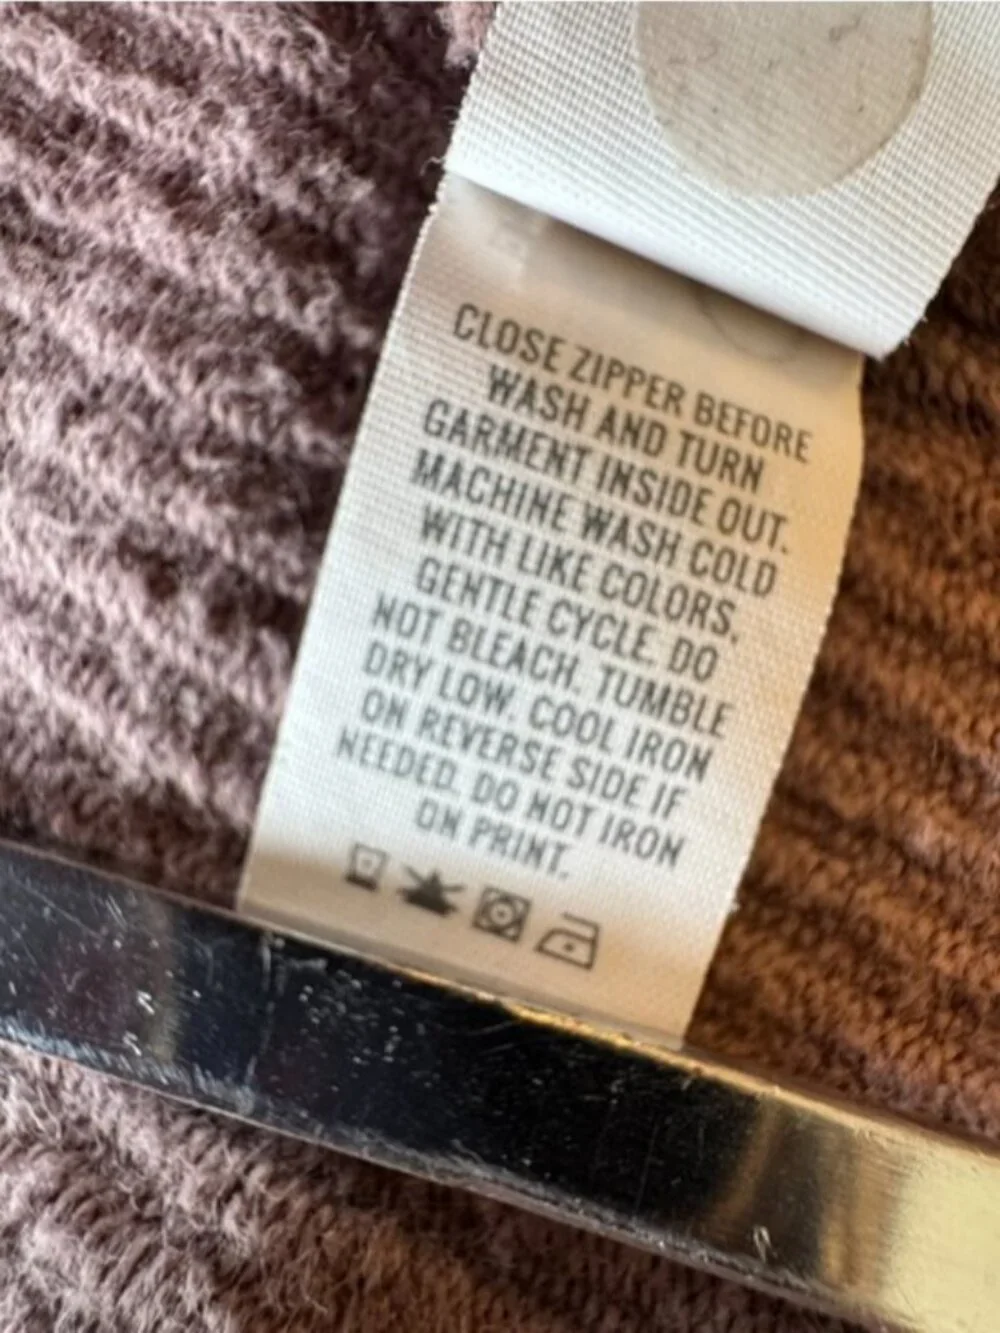 CLOSE ZIPPER BEFORE
WASH AND TURN
GARMENT INSIDE OUT.
MACHINE WASH COLD
WITH LIKE COLORS,
GENTLE CYCLE. DO
NOT BLEACH. TUMBLE
DRY LOW. COOL IRON
ON REVERSE SIDE IF
NEEDED. DO NOT IRON
ON PRINT.